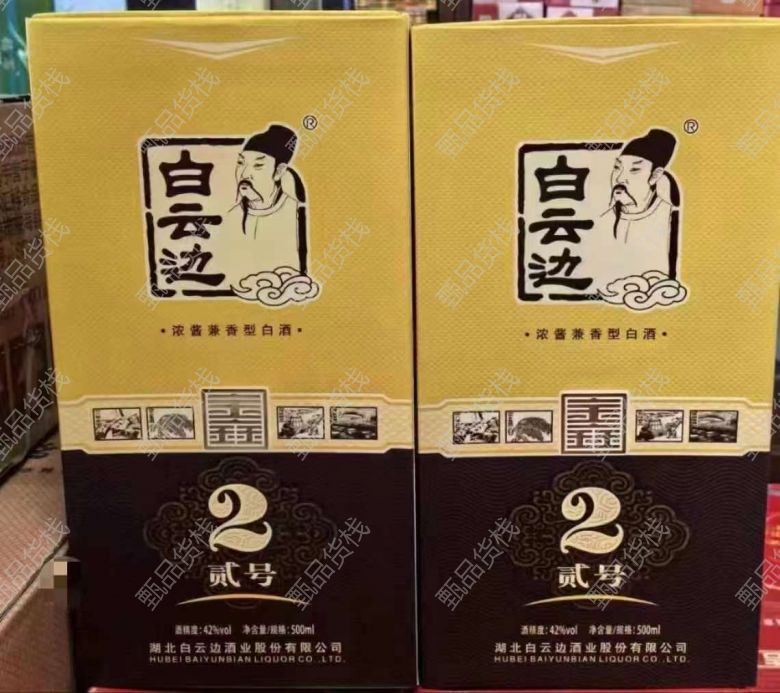 白云边
®
·浓酱兼香型白酒·
2
贰号
酒精度:42%vol 净含量/规格:500ml
湖北白云边酒业股份有限公司
HUBEI BAIYUNBIAN LIQUOR CO.,LTD.
白云边
®
·浓酱兼香型白酒·
2
贰号
酒精度:42%vol 净含量/规格:500ml
湖北白云边酒业股份有限公司
HUBEI BAIYUNBIAN LIQUOR CO.,LTD.
甄品货栈